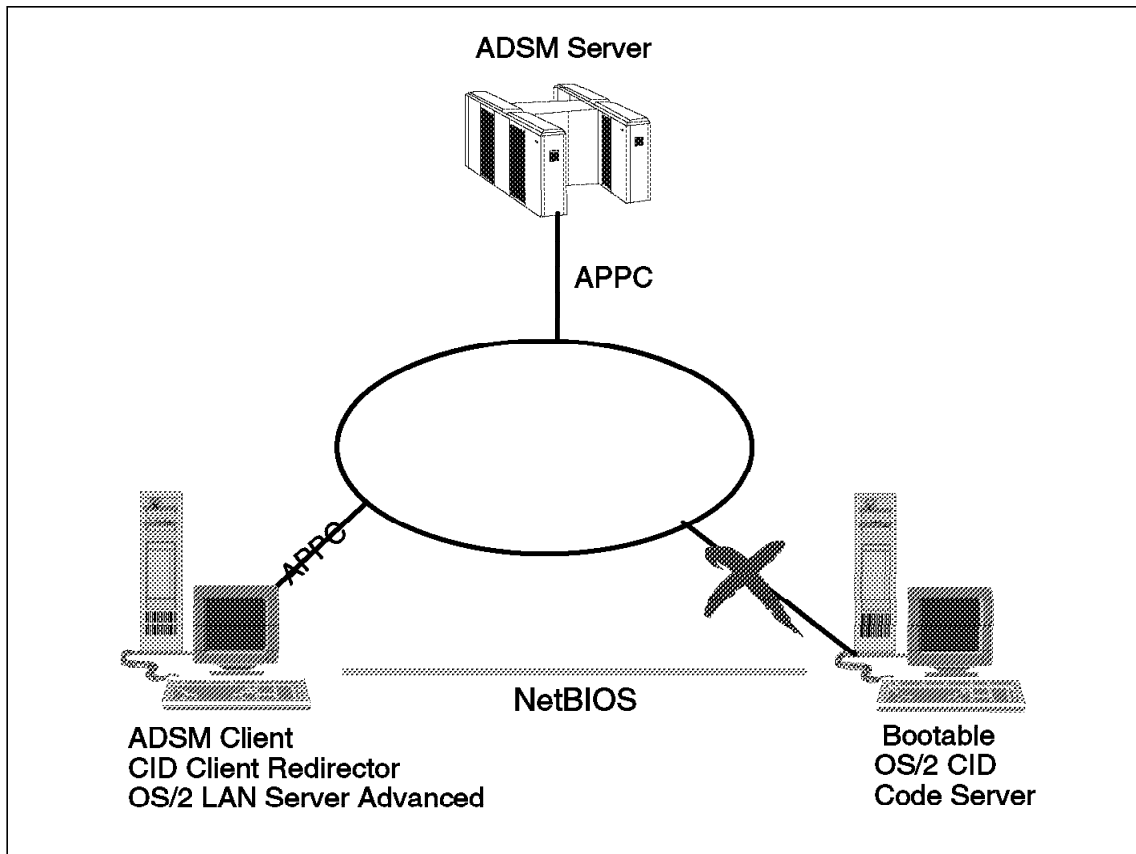 ADSM Server
APPC
APPC
NetBIOS
ADSM Client
CID Client Redirector
OS/2 LAN Server Advanced
Bootable
OS/2 CID
Code Server